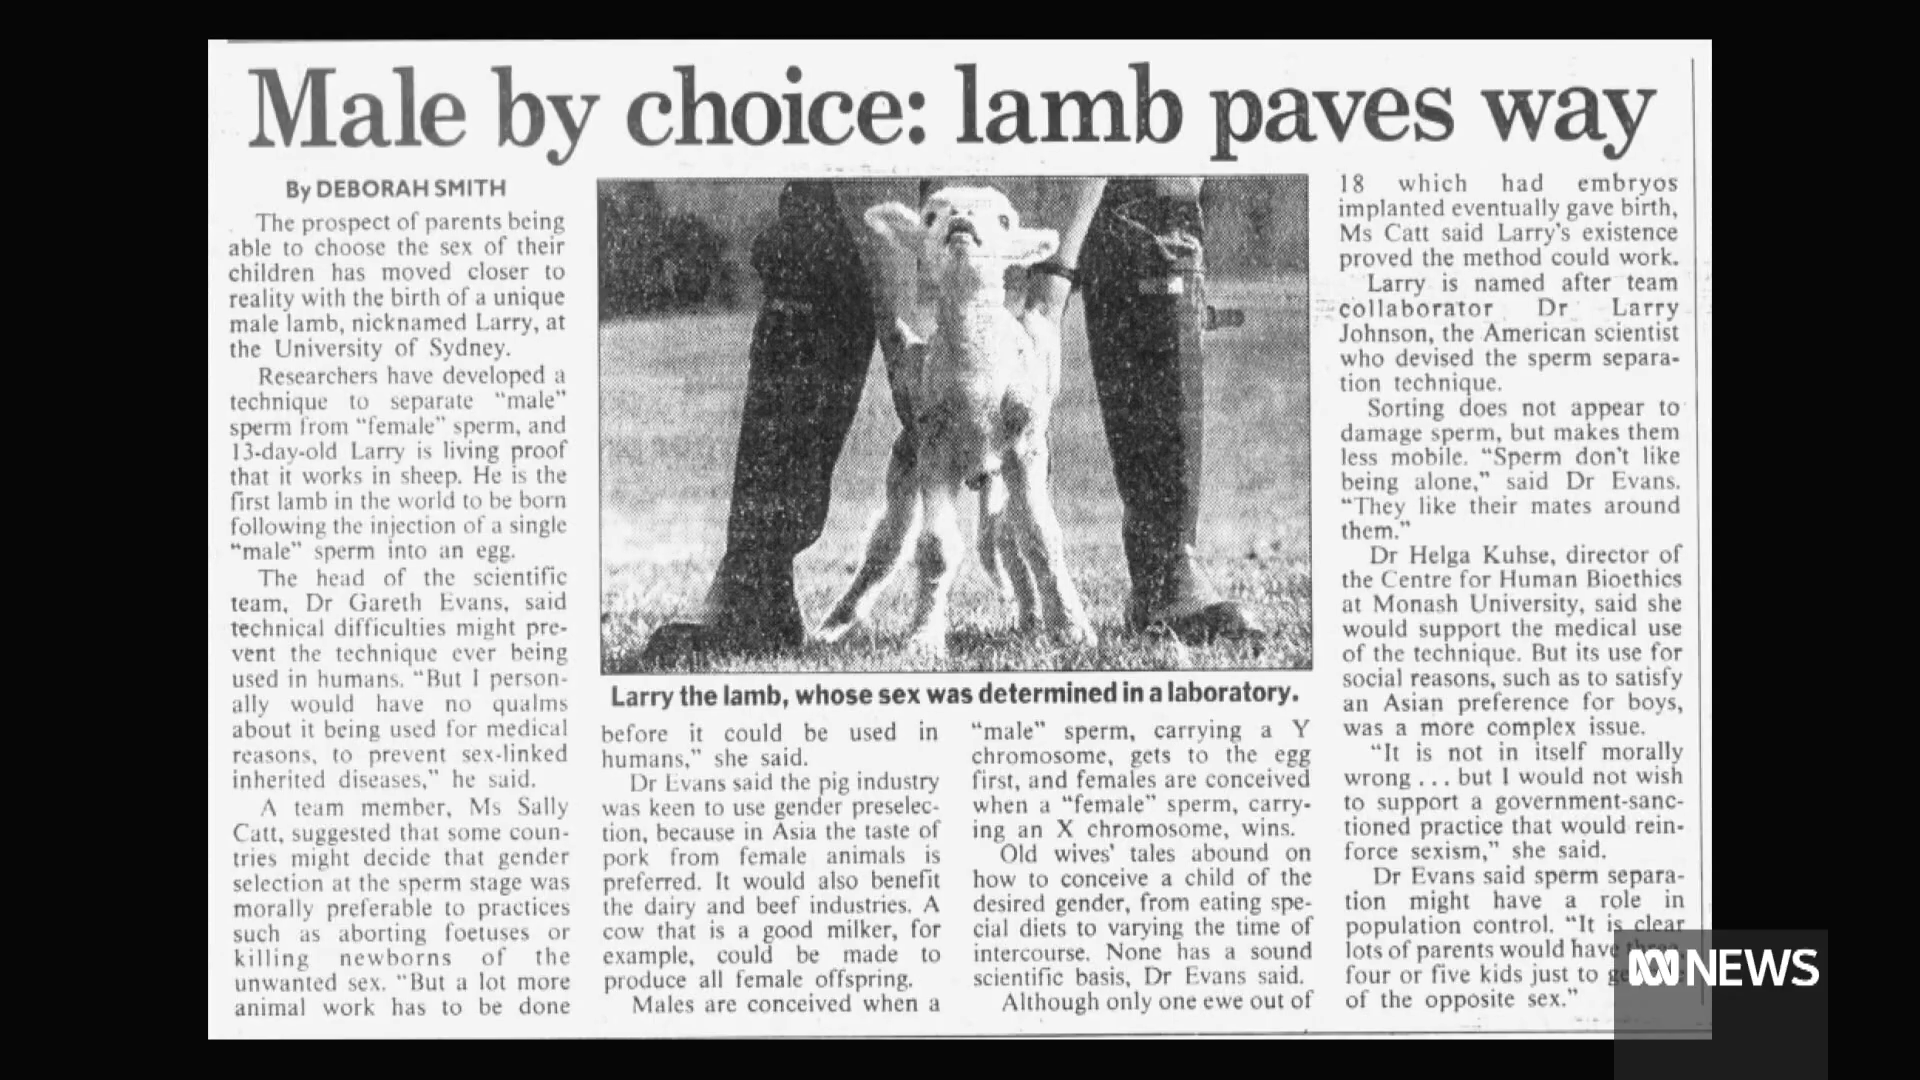 Male by choice: lamb paves way
By DEBORAH SMITH
The prospect of parents being
able to choose the sex of their
children has moved closer to
reality with the birth of a unique
male lamb, nicknamed Larry, at
the University of Sydney.
Researchers have developed a
technique to separate “male”
sperm from “female” sperm, and
13-day-old Larry is living proof
that it works in sheep. He is the
first lamb in the world to be born
following the injection of a single
“male” sperm into an egg.
The head of the scientific
team, Dr Gareth Evans, said
technical difficulties might pre-
vent the technique ever being
used in humans. “But I person-
ally would have no qualms
about it being used for medical
reasons, to prevent sex-linked
inherited diseases,” he said.
A team member, Ms Sally
Catt, suggested that some coun-
tries might decide that gender
selection at the sperm stage was
morally preferable to practices
such as aborting foetuses or
killing newborns of the
unwanted sex. “But a lot more
animal work has to be done
Larry the lamb, whose sex was determined in a laboratory.
before it could be used in
humans,” she said.
Dr Evans said the pig industry
was keen to use gender preselec-
tion, because in Asia the taste of
pork from female animals is
preferred. It would also benefit
the dairy and beef industries. A
cow that is a good milker, for
example, could be made to
produce all female offspring.
Males are conceived when a
“male” sperm, carrying a Y
chromosome, gets to the egg
first, and females are conceived
when a “female” sperm, carry-
ing an X chromosome, wins.
Old wives’ tales abound on
how to conceive a child of the
desired gender, from eating spe-
cial diets to varying the time of
intercourse. None has a sound
scientific basis, Dr Evans said.
Although only one ewe out of
18 which had embryos
implanted eventually gave birth,
Ms Catt said Larry’s existence
proved the method could work.
Larry is named after team
collaborator Dr Larry
Johnson, the American scientist
who devised the sperm separa-
tion technique.
Sorting does not appear to
damage sperm, but makes them
less mobile. “Sperm don’t like
being alone,” said Dr Evans.
“They like their mates around
them.”
Dr Helga Kuhse, director of
the Centre for Human Bioethics
at Monash University, said she
would support the medical use
of the technique. But its use for
social reasons, such as to satisfy
an Asian preference for boys,
was a more complex issue.
“It is not in itself morally
wrong . . . but I would not wish
to support a government-sanc-
tioned practice that would rein-
force sexism,” she said.
Dr Evans said sperm separa-
tion might have a role in
population control. “It is clear
lots of parents would have three,
four or five kids just to
of the opposite sex.”
NEWS